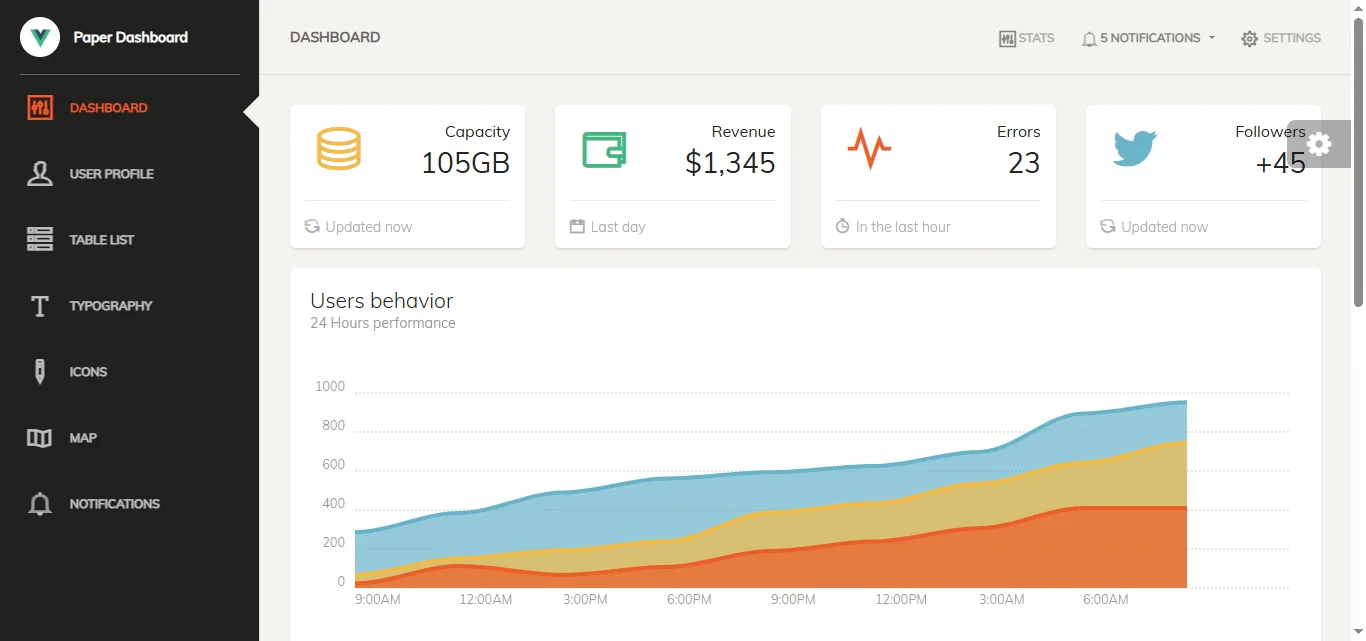 Paper Dashboard
DASHBOARD
USER PROFILE
TABLE LIST
TYPOGRAPHY
ICONS
MAP
NOTIFICATIONS
DASHBOARD
STATS
5 NOTIFICATIONS
SETTINGS
Capacity
105GB
Updated now
Revenue
$1,345
Last day
Errors
23
In the last hour
Followers
+45
Updated now
Users behavior
24 Hours performance
1000
800
600
400
200
0
9:00AM 12:00AM 3:00PM 6:00PM 9:00PM 12:00PM 3:00AM 6:00AM